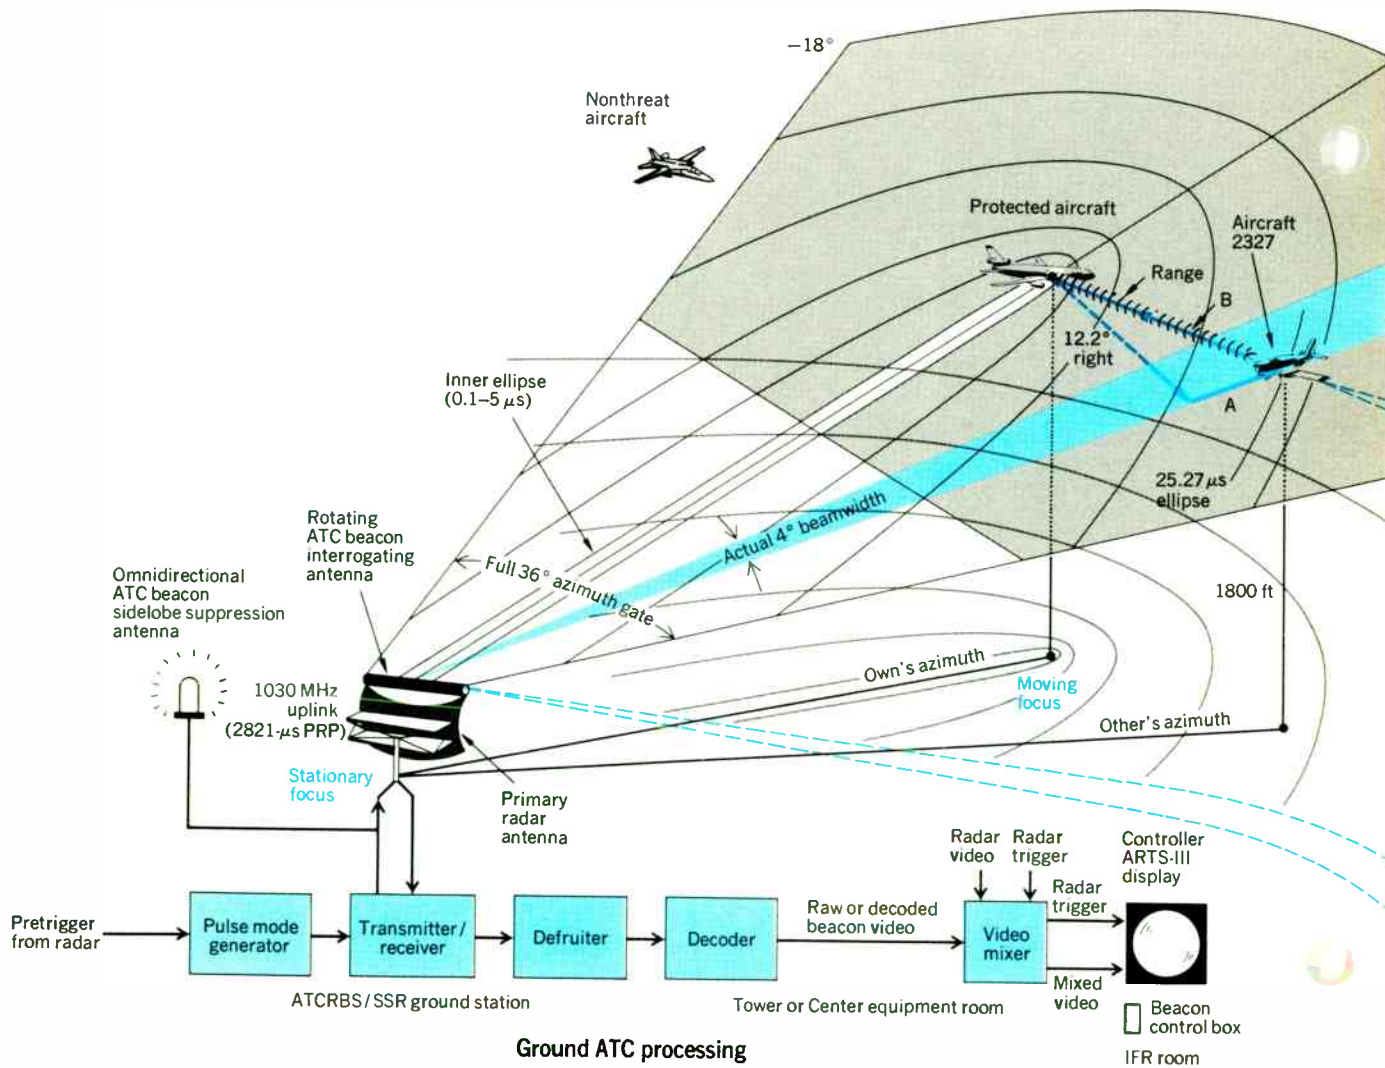 −18°
Nonthreat
aircraft
Protected aircraft
Aircraft
2327
Range
B
12.2°
right
A
Inner ellipse
(0.1–5 μs)
25.27 μs
ellipse
Actual 4° beamwidth
Rotating
ATC beacon
interrogating
antenna
Full 36° azimuth gate
Omnidirectional
ATC beacon
sidelobe suppression
antenna
1800 ft
1030 MHz
uplink
(2821-μs PRP)
Own's azimuth
Moving
focus
Other's azimuth
Stationary
focus
Primary
radar
antenna
Radar
video
Radar
trigger
Controller
ARTS-III
display
Radar
trigger
Pretrigger
from radar
Pulse mode
generator
Transmitter/
receiver
Defruiter
Decoder
Raw or decoded
beacon video
Video
mixer
Mixed
video
ATCRBS/SSR ground station
Tower or Center equipment room
Beacon
control box
IFR room
Ground ATC processing